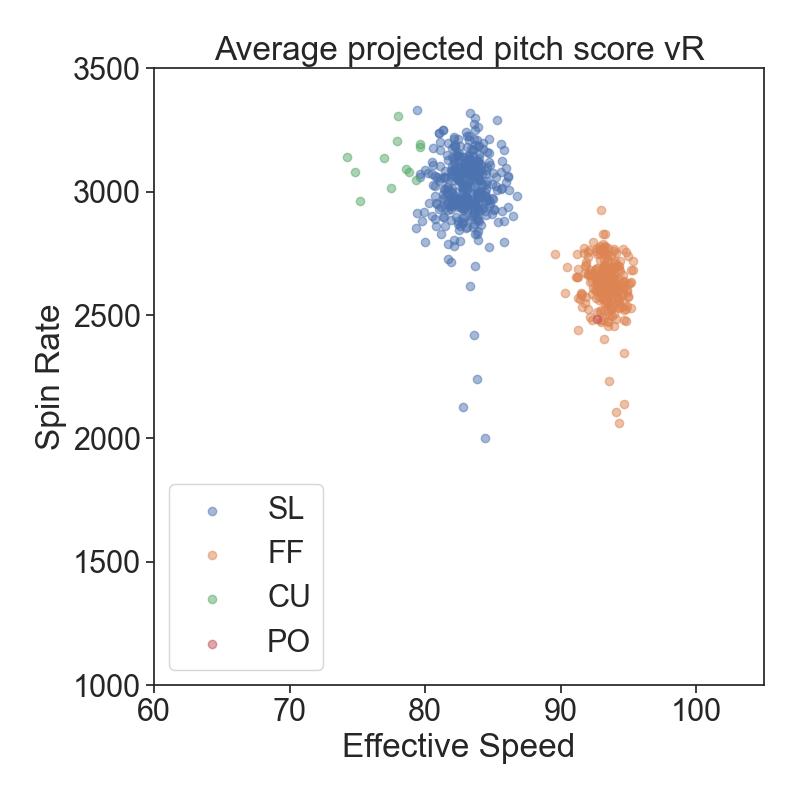 Average projected pitch score vR
3500
3000
2500
2000
1500
1000
Spin Rate
SL
FF
CU
PO
60 70 80 90 100
Effective Speed